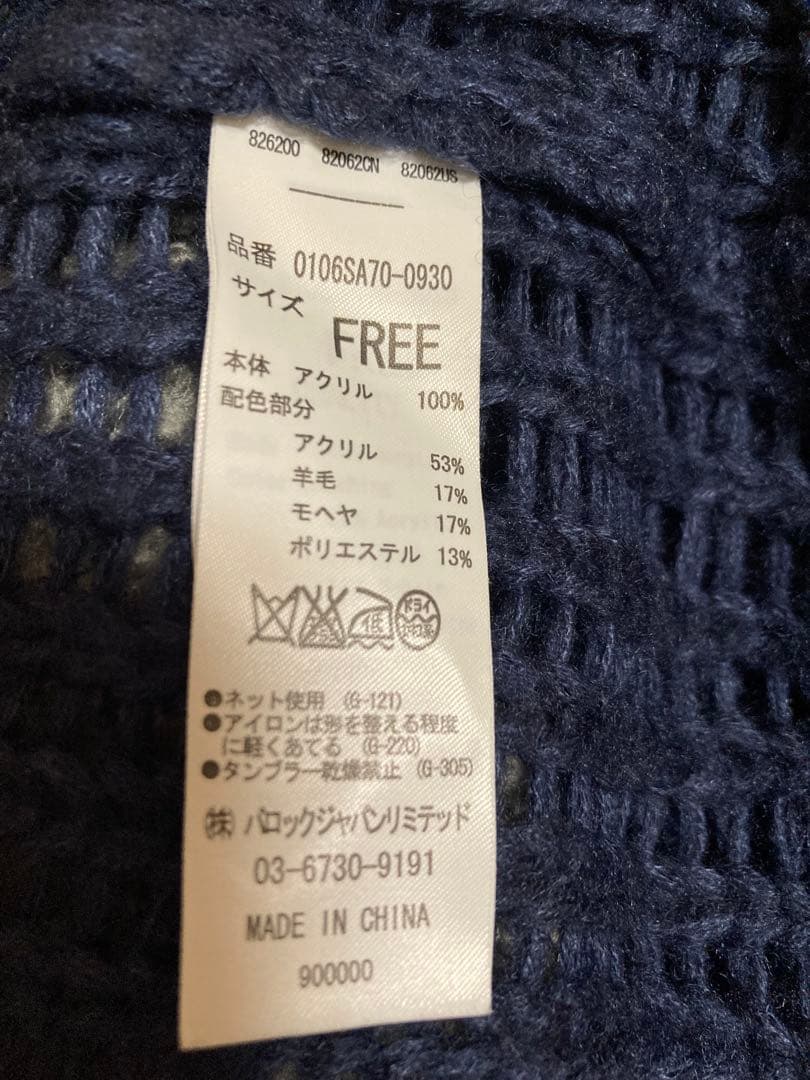 826200 82062CN 82062US
品番 0106SA70-0930
サイズ
FREE
本体 アクリル 100%
配色部分
アクリル 53%
羊毛 17%
モヘヤ 17%
ポリエステル 13%
低 ドライ
●ネット使用 (G-121)
●アイロンは形を整える程度
に軽くあてる (G-220)
●タンブラー乾燥禁止 (G-305)
㈱ バロックジャパンリミテッド
03-6730-9191
MADE IN CHINA
900000